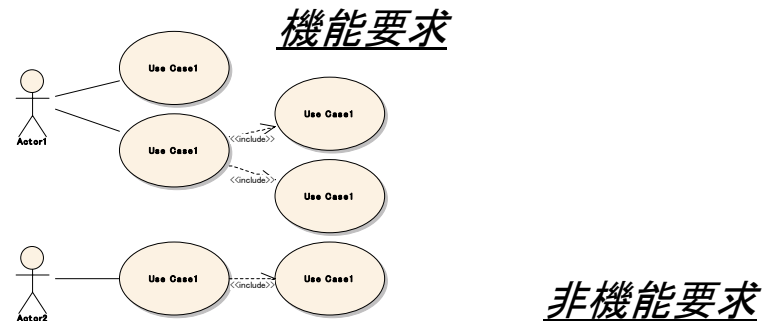 機能要求
Use Case1
Use Case1
<<include>>
Use Case1
Actor1
Use Case1
<<include>>
Use Case1
Use Case1
<<include>>
Actor2
非機能要求